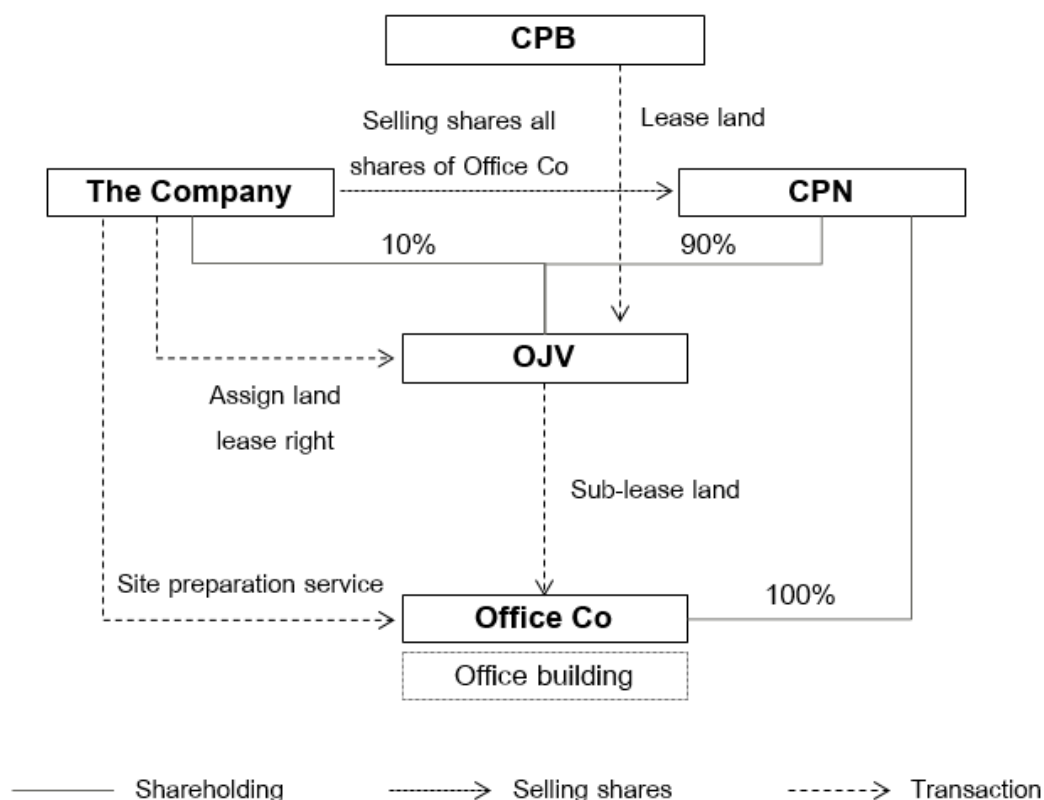 CPB
Selling shares all
shares of Office Co
Lease land
The Company
CPN
10%
90%
OJV
Assign land
lease right
Sub-lease land
Site preparation service
100%
Office Co
Office building
Shareholding
Selling shares
Transaction